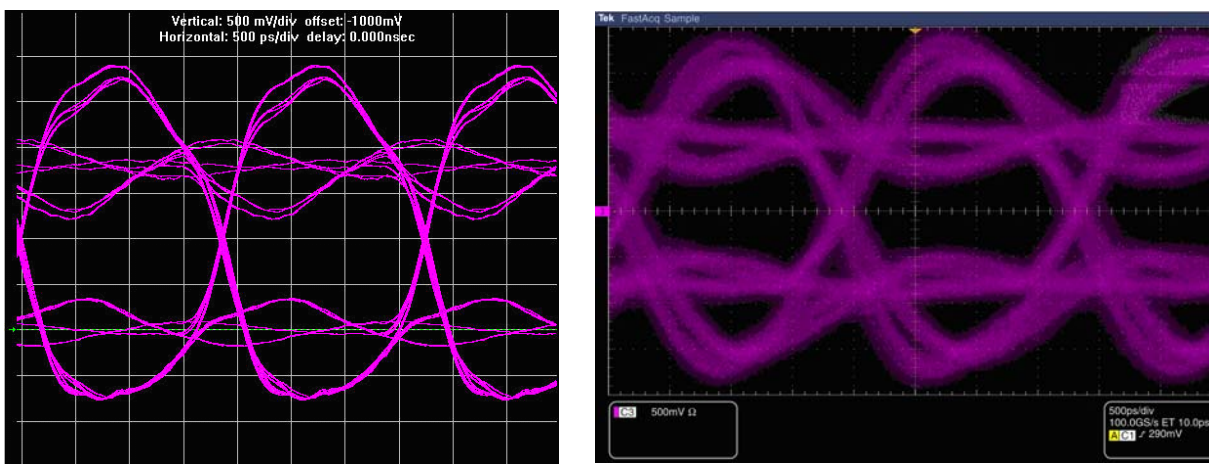 Vertical: 500 mV/div offset: -1000mV
Horizontal: 500 ps/div delay: 0.000nsec
Tek FastAcq Sample
C3 500mV Ω
500ps/div
100.0GS/s ET 10.0ps
A C1 290mV